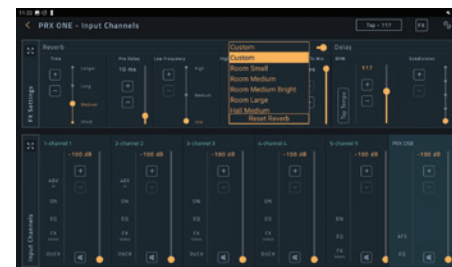 11:22
PRX ONE - Input Channels
Tap - 117
FX
Reverb
Custom
Delay
Time
Pre Delay
Low Frequency
BPM
Subdivision
Longer
Long
Medium
Short
10 ms
High
Medium
Low
117
Tap Tempo
FX Settings
Custom
Room Small
Room Medium
Room Medium Bright
Room Large
Hall Medium
Reset Reverb
1-channel 1
2-channel 2
3-channel 3
4-channel 4
5-channel 5
PRX ONE
-100 dB
-100 dB
-100 dB
-100 dB
-100 dB
-100 dB
48V
48V
ON
ON
ON
ON
EQ
EQ
EQ
EQ
EQ
FX
FX
FX
FX
FX
DUCK
DUCK
DUCK
DUCK
EQ
Input Channels